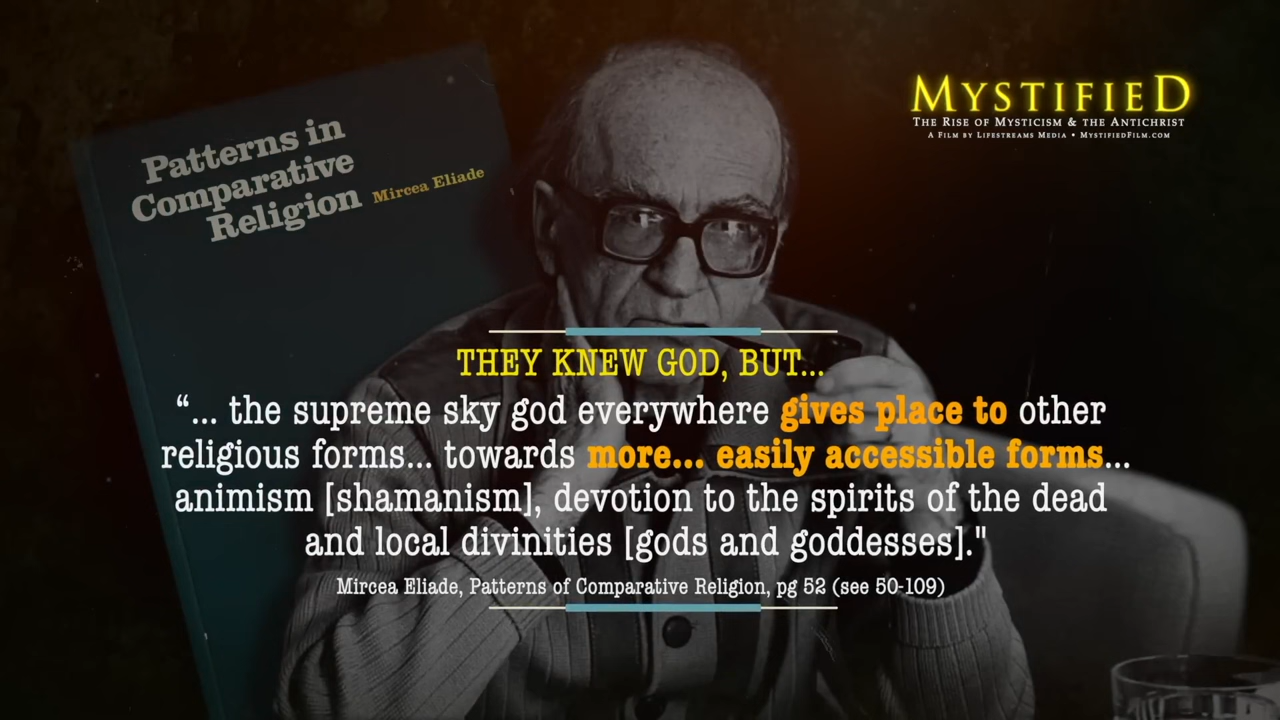 Patterns in
Comparative
Religion Mircea Eliade
MYSTIFIED
THE RISE OF MYSTICISM & THE ANTICHRIST
A FILM BY LIFESTREAMS MEDIA • MYSTIFIEDFILM.COM
THEY KNEW GOD, BUT...
“... the supreme sky god everywhere gives place to other
religious forms... towards more... easily accessible forms...
animism [shamanism], devotion to the spirits of the dead
and local divinities [gods and goddesses]."
Mircea Eliade, Patterns of Comparative Religion, pg 52 (see 50-109)